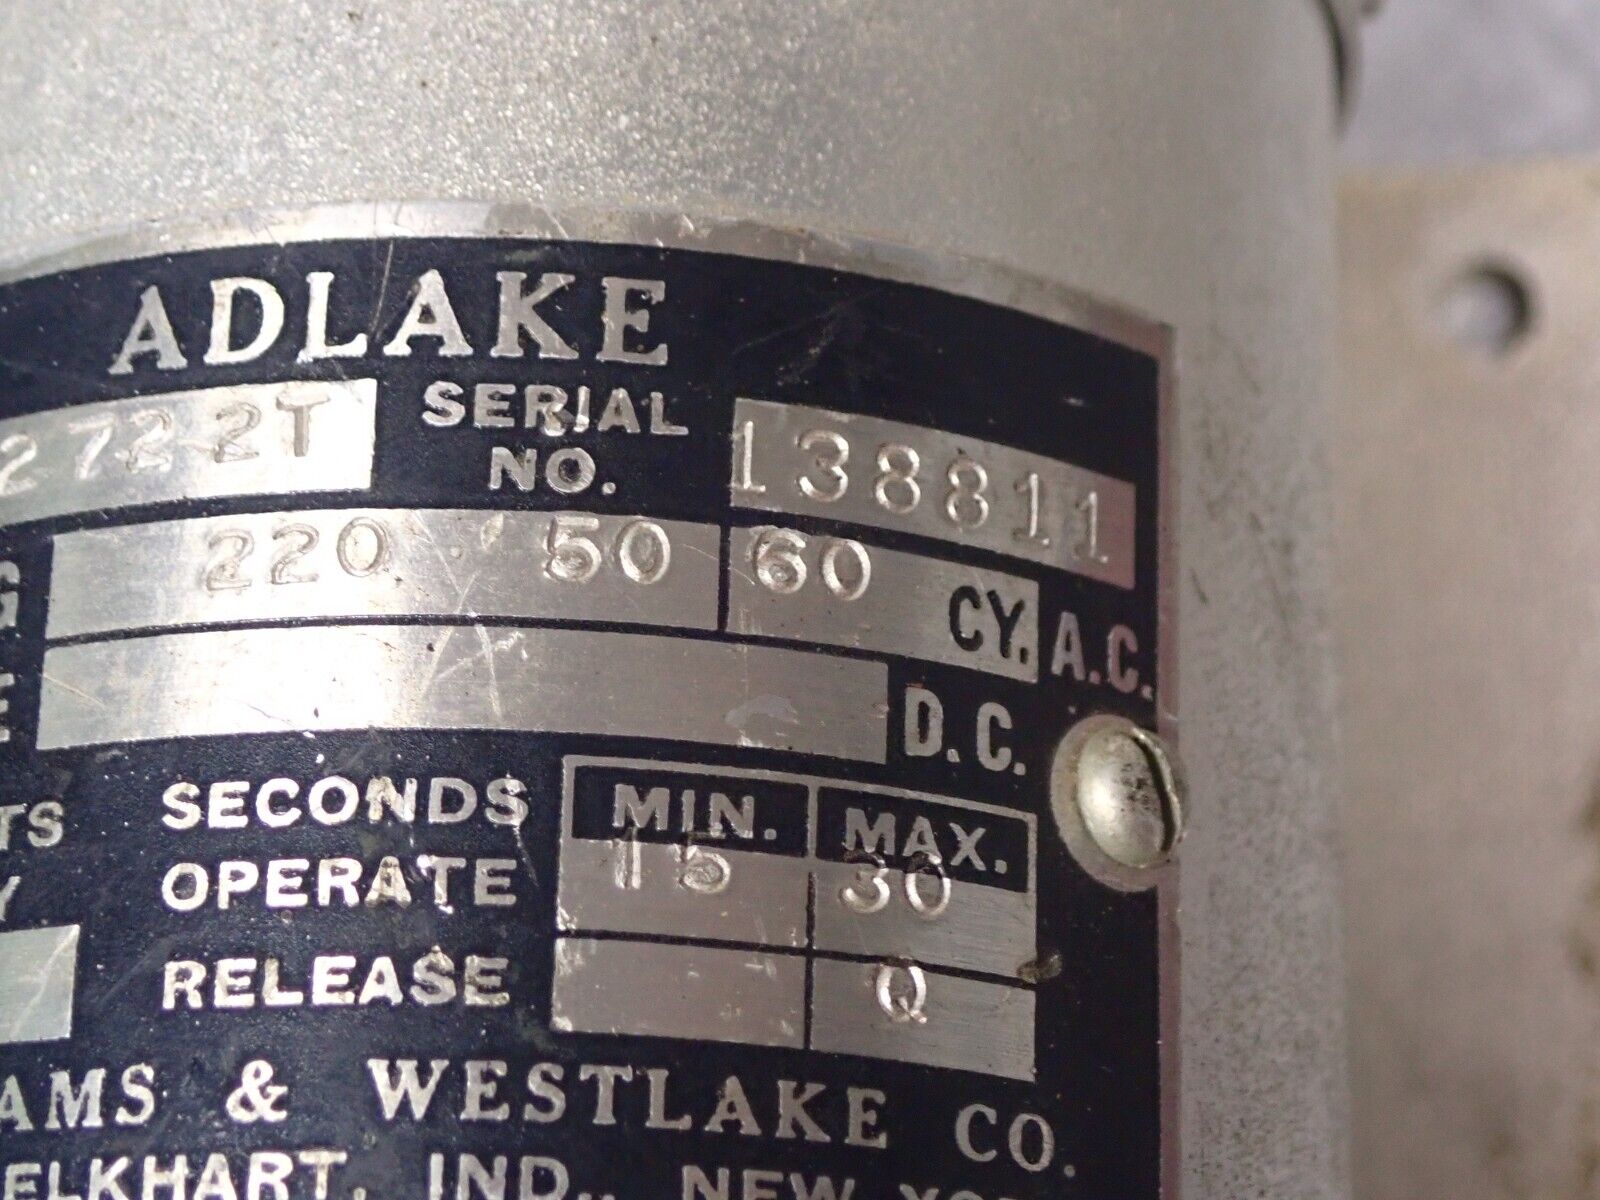 ADLAKE
2722T SERIAL NO. 138811
220 50 60 CY. A.C.
D.C.
SECONDS MIN. MAX.
OPERATE 15 30
RELEASE Q
& WESTLAKE CO.
ELKHART, IND., NEW